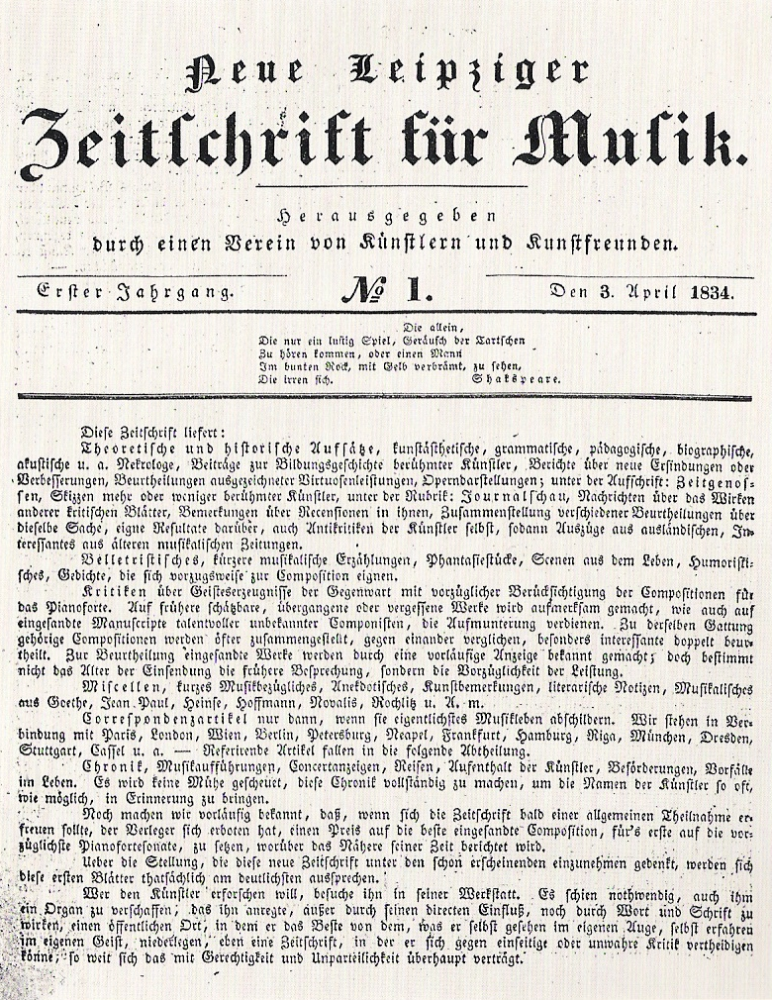 Neue Leipziger
Zeitschrift für Musik.
Herausgegeben
durch einen Verein von Künstlern und Kunstfreunden.
Erster Jahrgang. № 1. Den 3. April 1834.
Die allein,
Die nur ein lustig Spiel, Geräusch der Tartschen
Zu hören kommen, oder einen Mann
Im bunten Rock, mit Gelb verbrämt, zu sehen,
Die irren sich. Shakspeare.
Diese Zeitschrift liefert:
Theoretische und historische Aufsätze, kunstästhetische, grammatische, pädagogische, biographische,
akustische u. a. Nekrologe, Beiträge zur Bildungsgeschichte berühmter Künstler, Berichte über neue Erfindungen oder
Verbesserungen, Beurtheilungen ausgezeichneter Virtuosenleistungen, Operndarstellungen; unter der Aufschrift: Zeitgenos-
sen, Skizzen mehr oder weniger berühmter Künstler, unter der Rubrik: Journalschau, Nachrichten über das Wirken
anderer kritischen Blätter, Bemerkungen über Recensionen in ihnen, Zusammenstellung verschiedener Beurtheilungen über
dieselbe Sache, eigne Resultate darüber, auch Antikritiken der Künstler selbst, sodann Auszüge aus ausländischen, In-
teressantes aus älteren musikalischen Zeitungen.
Belletristisches, kürzere musikalische Erzählungen, Phantasiestücke, Scenen aus dem Leben, Humoristi-
sches, Gedichte, die sich vorzugsweise zur Composition eignen.
Kritiken über Geisteserzeugnisse der Gegenwart mit vorzüglicher Berücksichtigung der Compositionen für
das Pianoforte. Auf frühere schätzbare, übergangene oder vergessene Werke wird aufmerksam gemacht, wie auch auf
eingesandte Manuscripte talentvoller unbekannter Componisten, die Aufmunterung verdienen. Zu derselben Gattung
gehörige Compositionen werden öfter zusammengestellt, gegen einander verglichen, besonders interessante doppelt beur-
theilt. Zur Beurtheilung eingesandte Werke werden durch eine vorläufige Anzeige bekannt gemacht; doch bestimmt
nicht das Alter der Einsendung die frühere Besprechung, sondern die Vorzüglichkeit der Leistung.
Miscellen, kurzes Musikbezügliches, Anekdotisches, Kunstbemerkungen, literarische Notizen, Musikalisches
aus Goethe, Jean Paul, Heinse, Hoffmann, Novalis, Rochlitz u. A. m.
Correspondenzartikel nur dann, wenn sie eigentlichstes Musikleben abschildern. Wir stehen in Ver-
bindung mit Paris, London, Wien, Berlin, Petersburg, Neapel, Frankfurt, Hamburg, Riga, München, Dresden,
Stuttgart, Cassel u. a. — Referirende Artikel fallen in die folgende Abtheilung.
Chronik, Musikaufführungen, Concertanzeigen, Reisen, Aufenthalt der Künstler, Beförderungen, Vorfälle
im Leben. Es wird keine Mühe gescheuet, diese Chronik vollständig zu machen, um die Namen der Künstler so oft,
wie möglich, in Erinnerung zu bringen.
Noch machen wir vorläufig bekannt, daß, wenn sich die Zeitschrift bald einer allgemeinen Theilnahme er-
freuen sollte, der Verleger sich erboten hat, einen Preis auf die beste eingesandte Composition, für's erste auf die vor-
züglichste Pianofortesonate, zu setzen, worüber das Nähere seiner Zeit berichtet wird.
Ueber die Stellung, die diese neue Zeitschrift unter den schon erscheinenden einzunehmen gedenkt, werden sich
diese ersten Blätter thatsächlich am deutlichsten aussprechen.
Wer den Künstler erforschen will, besuche ihn in seiner Werkstatt. Es schien nothwendig, auch ihm
ein Organ zu verschaffen, das ihn anregte, außer durch seinen directen Einfluß, noch durch Wort und Schrift zu
wirken, einen öffentlichen Ort, in dem er das Beste von dem, was er selbst gesehen im eigenen Auge, selbst erfahren
im eigenen Geist, niederlegen, eben eine Zeitschrift, in der er sich gegen einseitige oder unwahre Kritik vertheidigen
könne, so weit sich das mit Gerechtigkeit und Unparteilichkeit überhaupt verträgt.